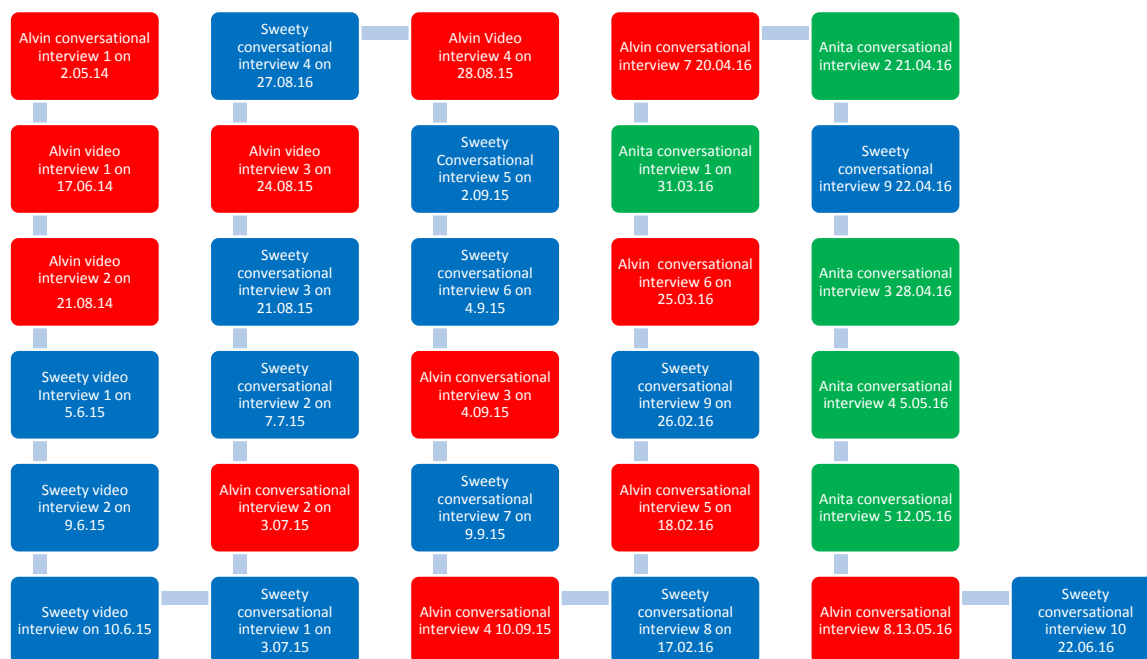 Alvin conversational
interview 1 on
2.05.14
Alvin video
interview 1 on
17.06.14
Alvin video
interview 2 on
21.08.14
Sweety video
Interview 1 on
5.6.15
Sweety video
interview 2 on
9.6.15
Sweety video
interview on 10.6.15
Sweety
conversational
interview 1 on
3.07.15
Alvin conversational
interview 2 on
3.07.15
Sweety
conversational
interview 2 on
7.7.15
Sweety
conversational
interview 3 on
21.08.15
Alvin video
interview 3 on
24.08.15
Sweety
conversational
interview 4 on
27.08.16
Alvin Video
interview 4 on
28.08.15
Sweety
Conversational
interview 5 on
2.09.15
Sweety
conversational
interview 6 on
4.9.15
Alvin conversational
interview 3 on
4.09.15
Sweety
conversational
interview 7 on
9.9.15
Alvin conversational
interview 4 10.09.15
Sweety
conversational
interview 8 on
17.02.16
Alvin conversational
interview 5 on
18.02.16
Sweety
conversational
interview 9 on
26.02.16
Alvin  conversational
interview 6 on
25.03.16
Anita conversational
interview 1 on
31.03.16
Alvin conversational
interview 7 20.04.16
Anita conversational
interview 2 21.04.16
Sweety
conversational
interview 9 22.04.16
Anita conversational
interview 3 28.04.16
Anita conversational
interview 4 5.05.16
Anita conversational
interview 5 12.05.16
Alvin conversational
interview 8.13.05.16
Sweety
conversational
interview 10
22.06.16